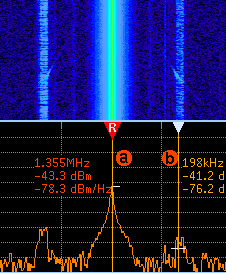 R
a b
1.355MHz 198kHz
-43.3 dBm -41.2 d
-78.3 dBm/Hz -76.2 d